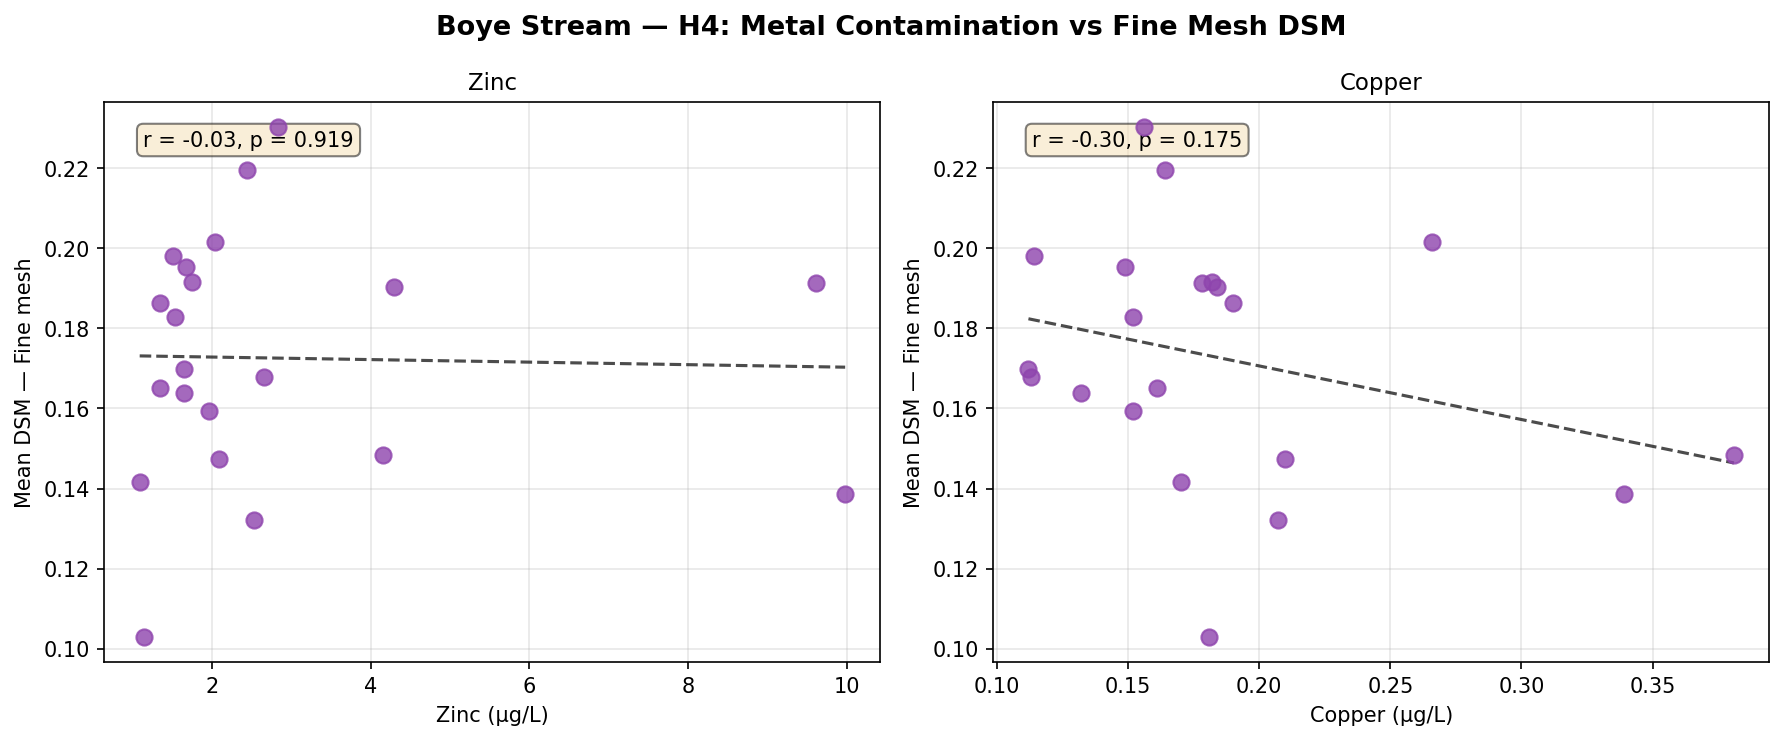 Boye Stream — H4: Metal Contamination vs Fine Mesh DSM
Zinc
r = -0.03, p = 0.919
Mean DSM — Fine mesh
0.22
0.20
0.18
0.16
0.14
0.12
0.10
2
4
6
8
10
Zinc (µg/L)
Copper
r = -0.30, p = 0.175
Mean DSM — Fine mesh
0.22
0.20
0.18
0.16
0.14
0.12
0.10
0.10
0.15
0.20
0.25
0.30
0.35
Copper (µg/L)